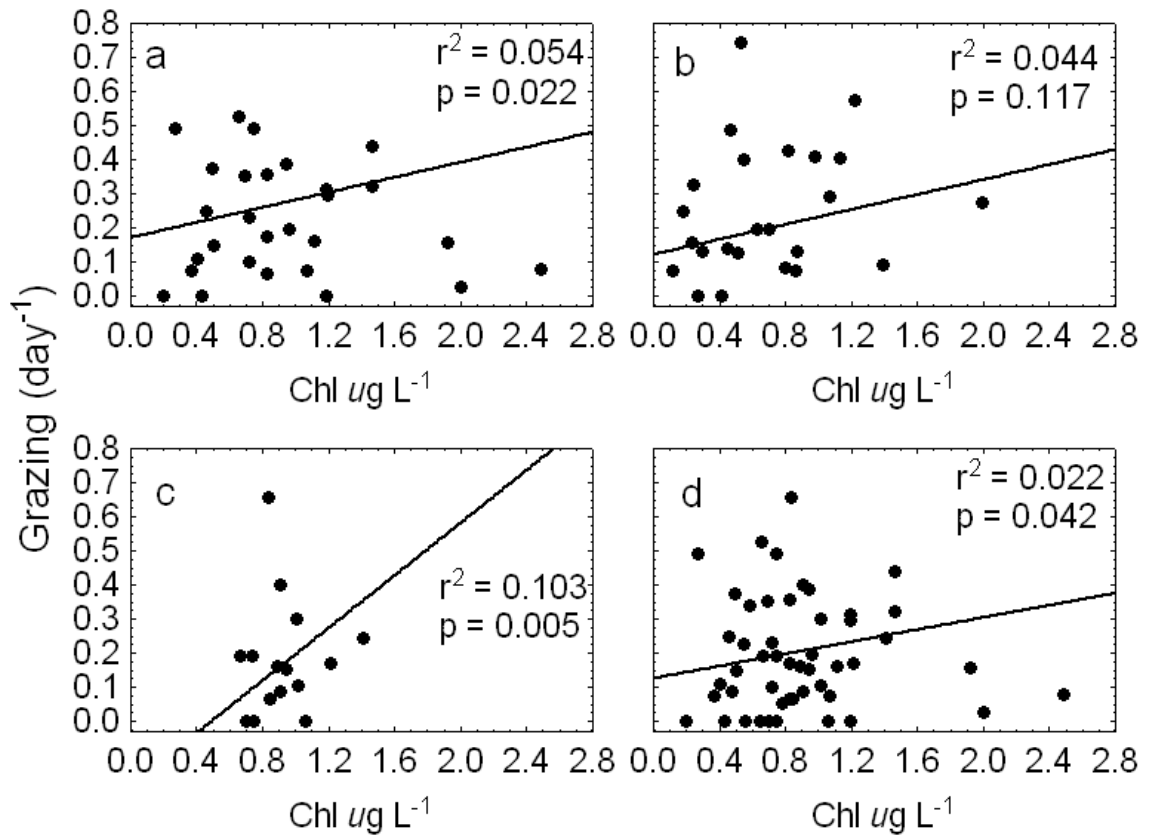 Grazing (day⁻¹)
a
r² = 0.054
p = 0.022
0.8
0.7
0.6
0.5
0.4
0.3
0.2
0.1
0.0
0.0 0.4 0.8 1.2 1.6 2.0 2.4 2.8
Chl ug L⁻¹
b
r² = 0.044
p = 0.117
0.0 0.4 0.8 1.2 1.6 2.0 2.4 2.8
Chl ug L⁻¹
c
r² = 0.103
p = 0.005
0.8
0.7
0.6
0.5
0.4
0.3
0.2
0.1
0.0
0.0 0.4 0.8 1.2 1.6 2.0 2.4 2.8
Chl ug L⁻¹
d
r² = 0.022
p = 0.042
0.0 0.4 0.8 1.2 1.6 2.0 2.4 2.8
Chl ug L⁻¹